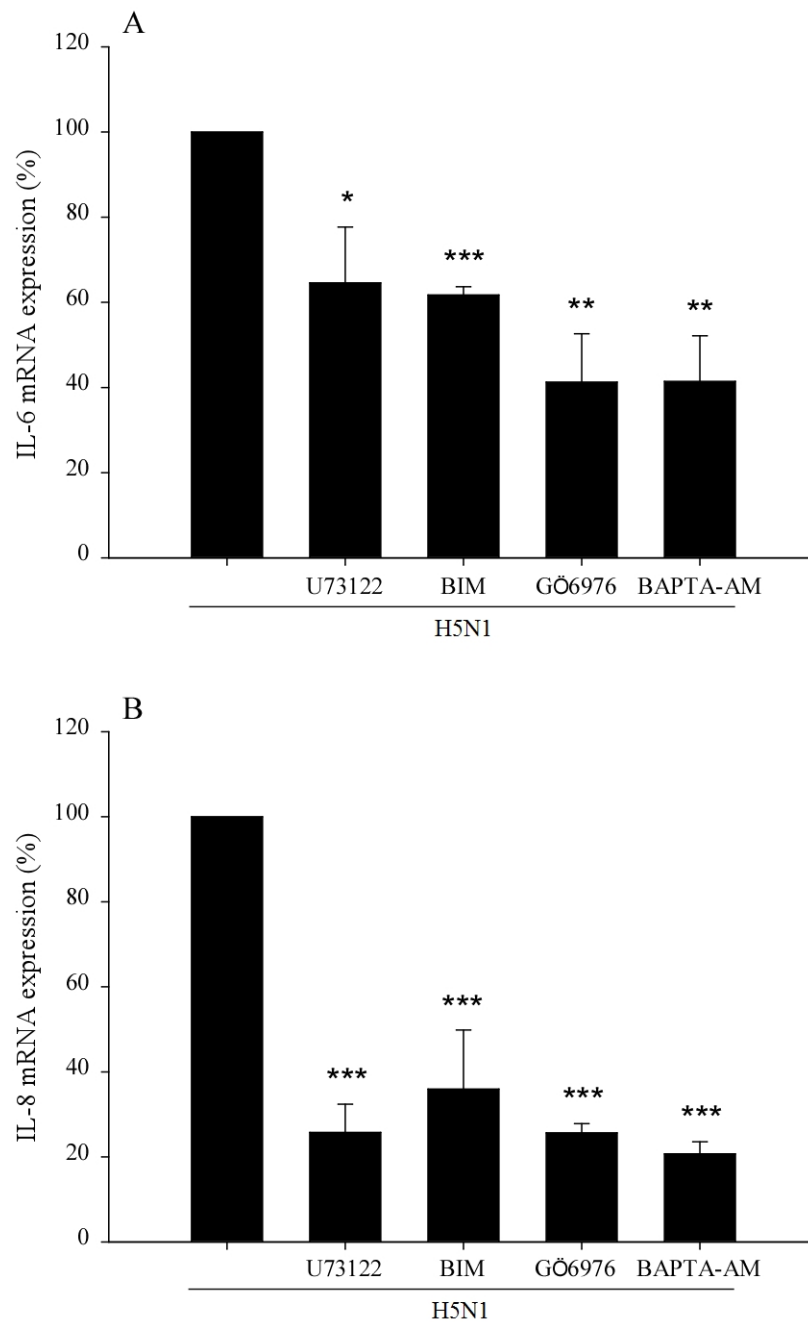 A
120
100
80
60
40
20
0
IL-6 mRNA expression (%)
*
***
**
**
U73122 BIM GÖ6976 BAPTA-AM
H5N1
B
120
100
80
60
40
20
0
IL-8 mRNA expression (%)
***
***
***
***
U73122 BIM GÖ6976 BAPTA-AM
H5N1